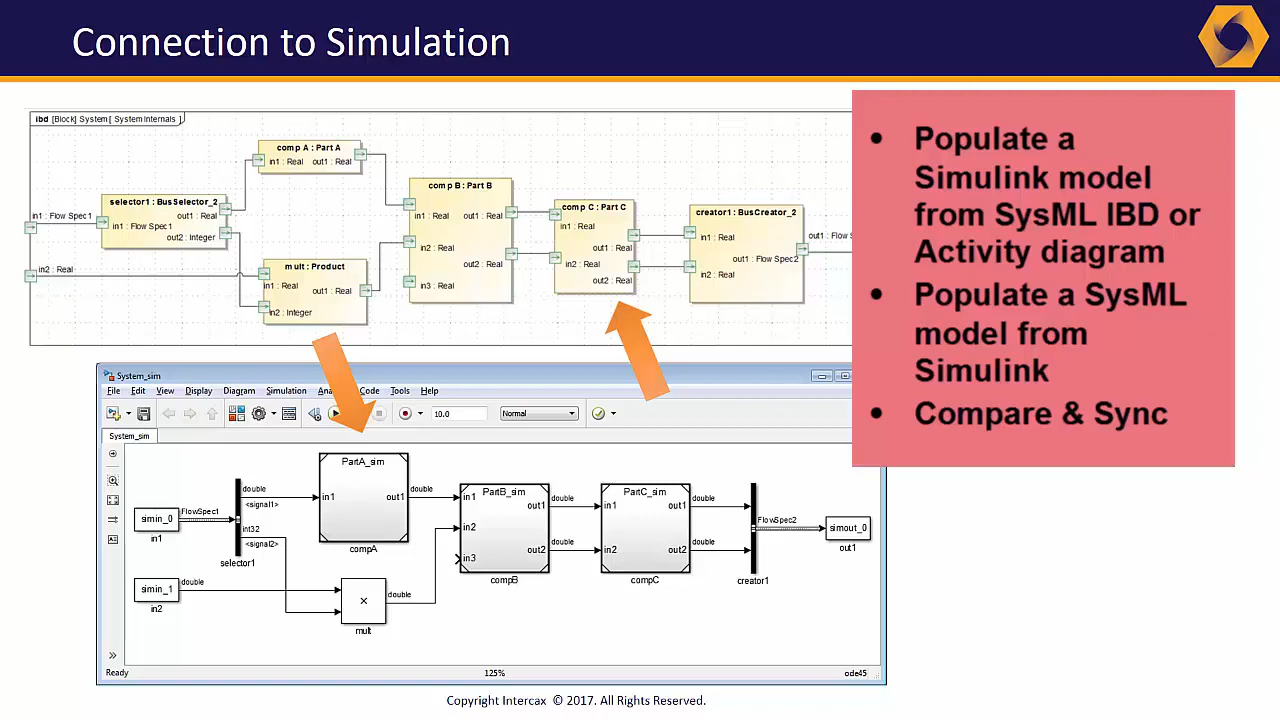 Connection to Simulation
ibd [Block] System [ System Internals ]
comp A : Part A
in1 : Real
out1 : Real
selector1 : BusSelector_2
out1 : Real
in1 : Flow Spec1
out2 : Integer
in1 : Flow Spec1
in2 : Real
mult : Product
in1 : Real
out1 : Real
in2 : Integer
comp B : Part B
in1 : Real
out1 : Real
in2 : Real
out2 : Real
in3 : Real
comp C : Part C
in1 : Real
out1 : Real
in2 : Real
out2 : Real
creator1 : BusCreator_2
in1 : Real
out1 : Flow Spec2
in2 : Real
out1 : Flow S
• Populate a
Simulink model
from SysML IBD or
Activity diagram
• Populate a SysML
model from
Simulink
• Compare & Sync
System_sim
File Edit View Display Diagram Simulation Ana Code Tools Help
10.0
Normal
System_sim
simin_0
in1
FlowSpec1
double
<signal1>
int32
<signal2>
selector1
simin_1
in2
double
PartA_sim
in1
out1
compA
double
×
mult
double
PartB_sim
in1
out1
in2
in3
out2
compB
double
double
PartC_sim
in1
out1
in2
out2
compC
double
double
creator1
FlowSpec2
simout_0
out1
Ready
125%
ode45
Copyright Intercax © 2017. All Rights Reserved.